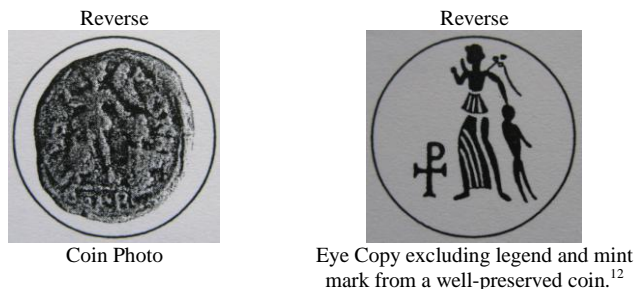 Reverse
Reverse
Coin Photo
Eye Copy excluding legend and mint
mark from a well-preserved coin.12